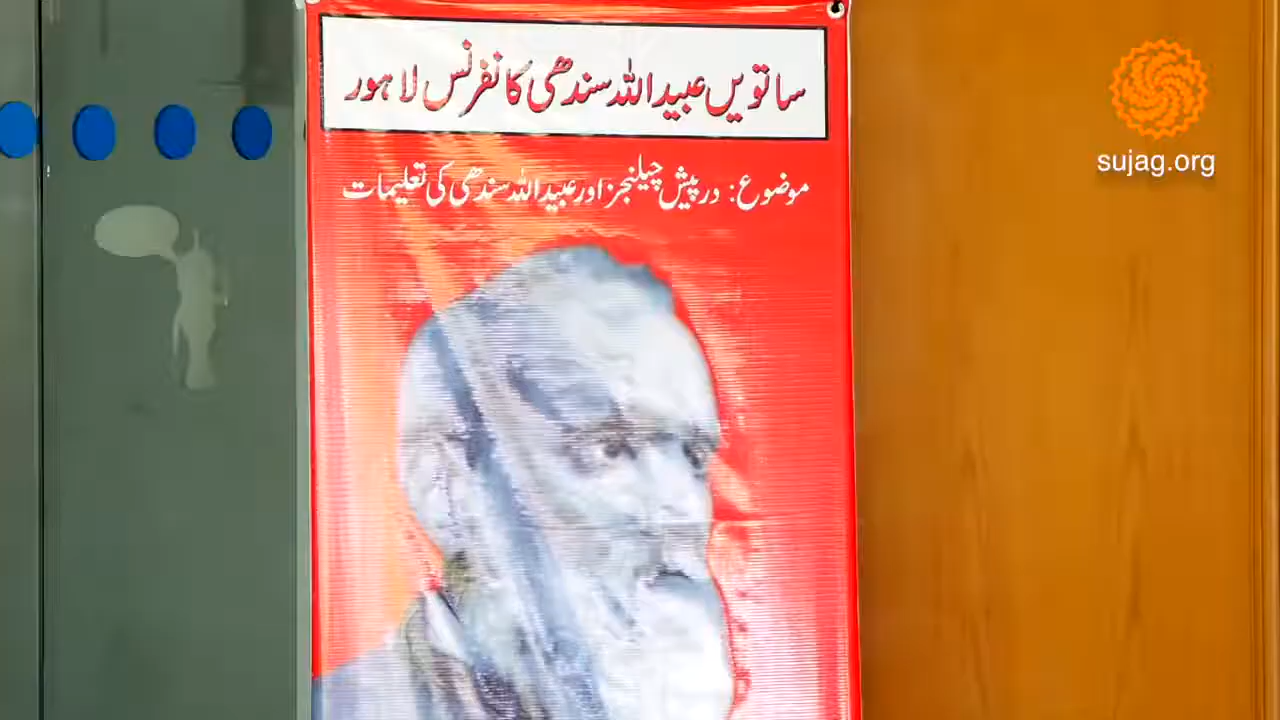 ساتویں عبیداللہ سندھی کانفرنس لاہور
موضوع: درپیش چیلنجز اور عبیداللہ سندھی کی تعلیمات
sujag.org